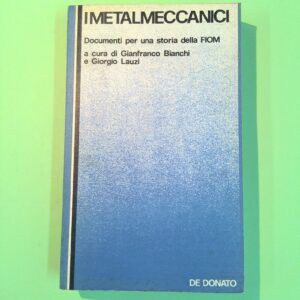 I METALMECCANICI
Documenti per una storia della FIOM
a cura di Gianfranco Bianchi
e Giorgio Lauzi
DE DONATO